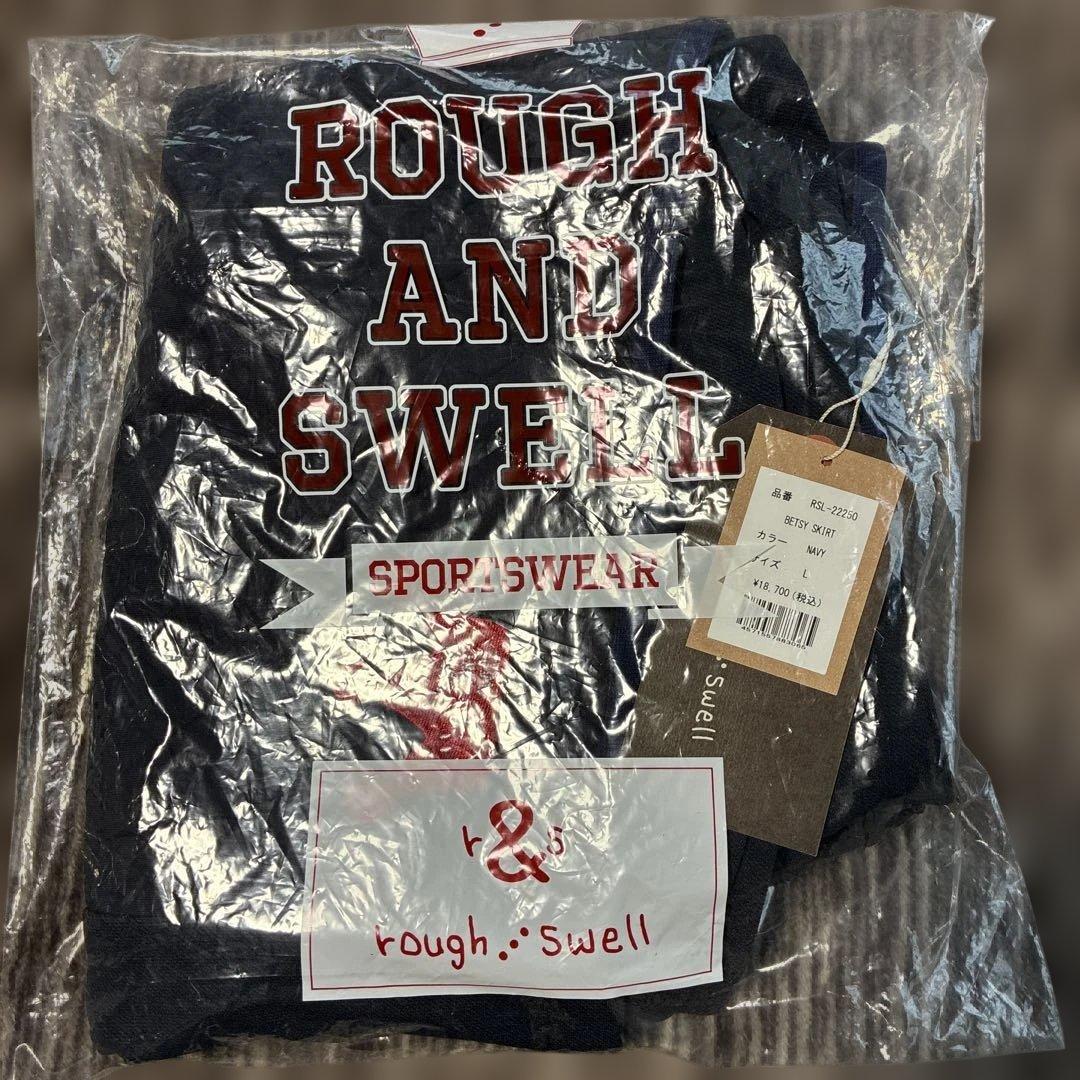 ROUGH
AND
SWELL
SPORTSWEAR
品番 RSL-22250
BETSY SKIRT
カラー NAVY
サイズ L
¥18,700(税込)
Swell
r&s
rough swell